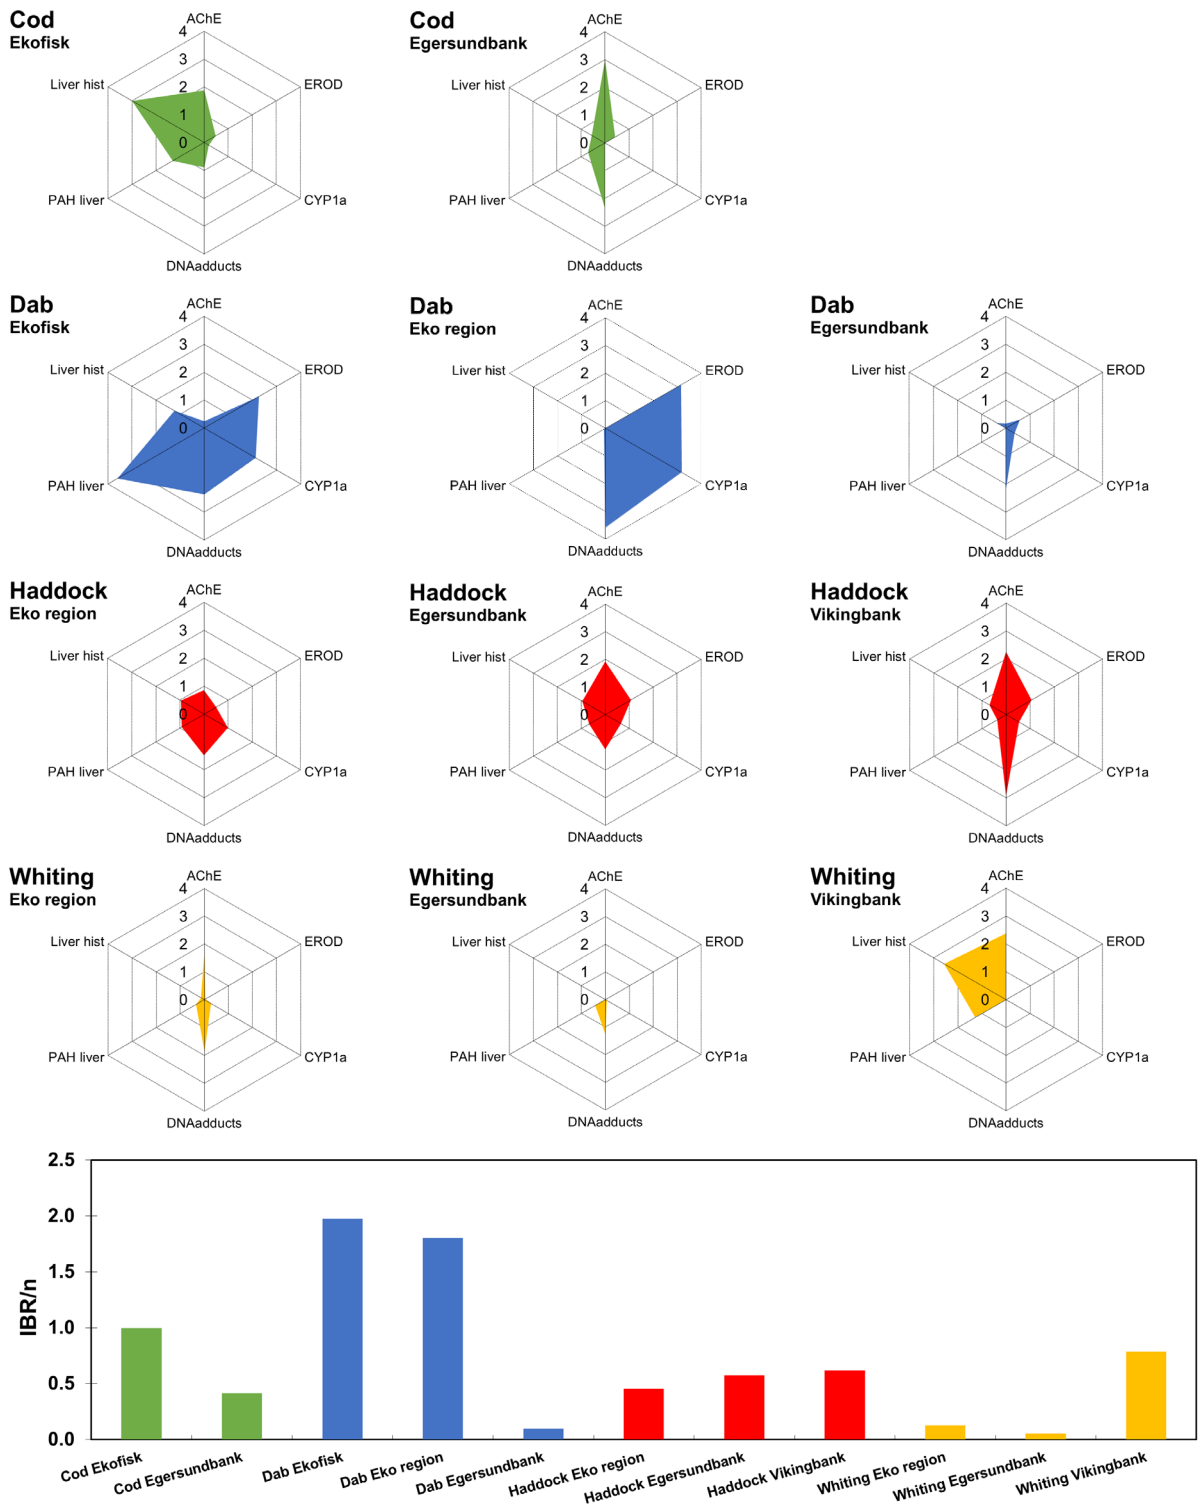 Cod
Ekofisk
AChE
4
3
2
1
0
EROD
CYP1a
DNAadducts
PAH liver
Liver hist
Cod
Egersundbank
AChE
4
3
2
1
0
EROD
CYP1a
DNAadducts
PAH liver
Liver hist
Dab
Ekofisk
AChE
4
3
2
1
0
EROD
CYP1a
DNAadducts
PAH liver
Liver hist
Dab
Eko region
AChE
4
3
2
1
0
EROD
CYP1a
DNAadducts
PAH liver
Liver hist
Dab
Egersundbank
AChE
4
3
2
1
0
EROD
CYP1a
DNAadducts
PAH liver
Liver hist
Haddock
Eko region
AChE
4
3
2
1
0
EROD
CYP1a
DNAadducts
PAH liver
Liver hist
Haddock
Egersundbank
AChE
4
3
2
1
0
EROD
CYP1a
DNAadducts
PAH liver
Liver hist
Haddock
Vikingbank
AChE
4
3
2
1
0
EROD
CYP1a
DNAadducts
PAH liver
Liver hist
Whiting
Eko region
AChE
4
3
2
1
0
EROD
CYP1a
DNAadducts
PAH liver
Liver hist
Whiting
Egersundbank
AChE
4
3
2
1
0
EROD
CYP1a
DNAadducts
PAH liver
Liver hist
Whiting
Vikingbank
AChE
4
3
2
1
0
EROD
CYP1a
DNAadducts
PAH liver
Liver hist
IBR/n
2.5
2.0
1.5
1.0
0.5
0.0
Cod Ekofisk
Cod Egersundbank
Dab Ekofisk
Dab Eko region
Dab Egersundbank
Haddock Eko region
Haddock Egersundbank
Haddock Vikingbank
Whiting Eko region
Whiting Egersundbank
Whiting Vikingbank